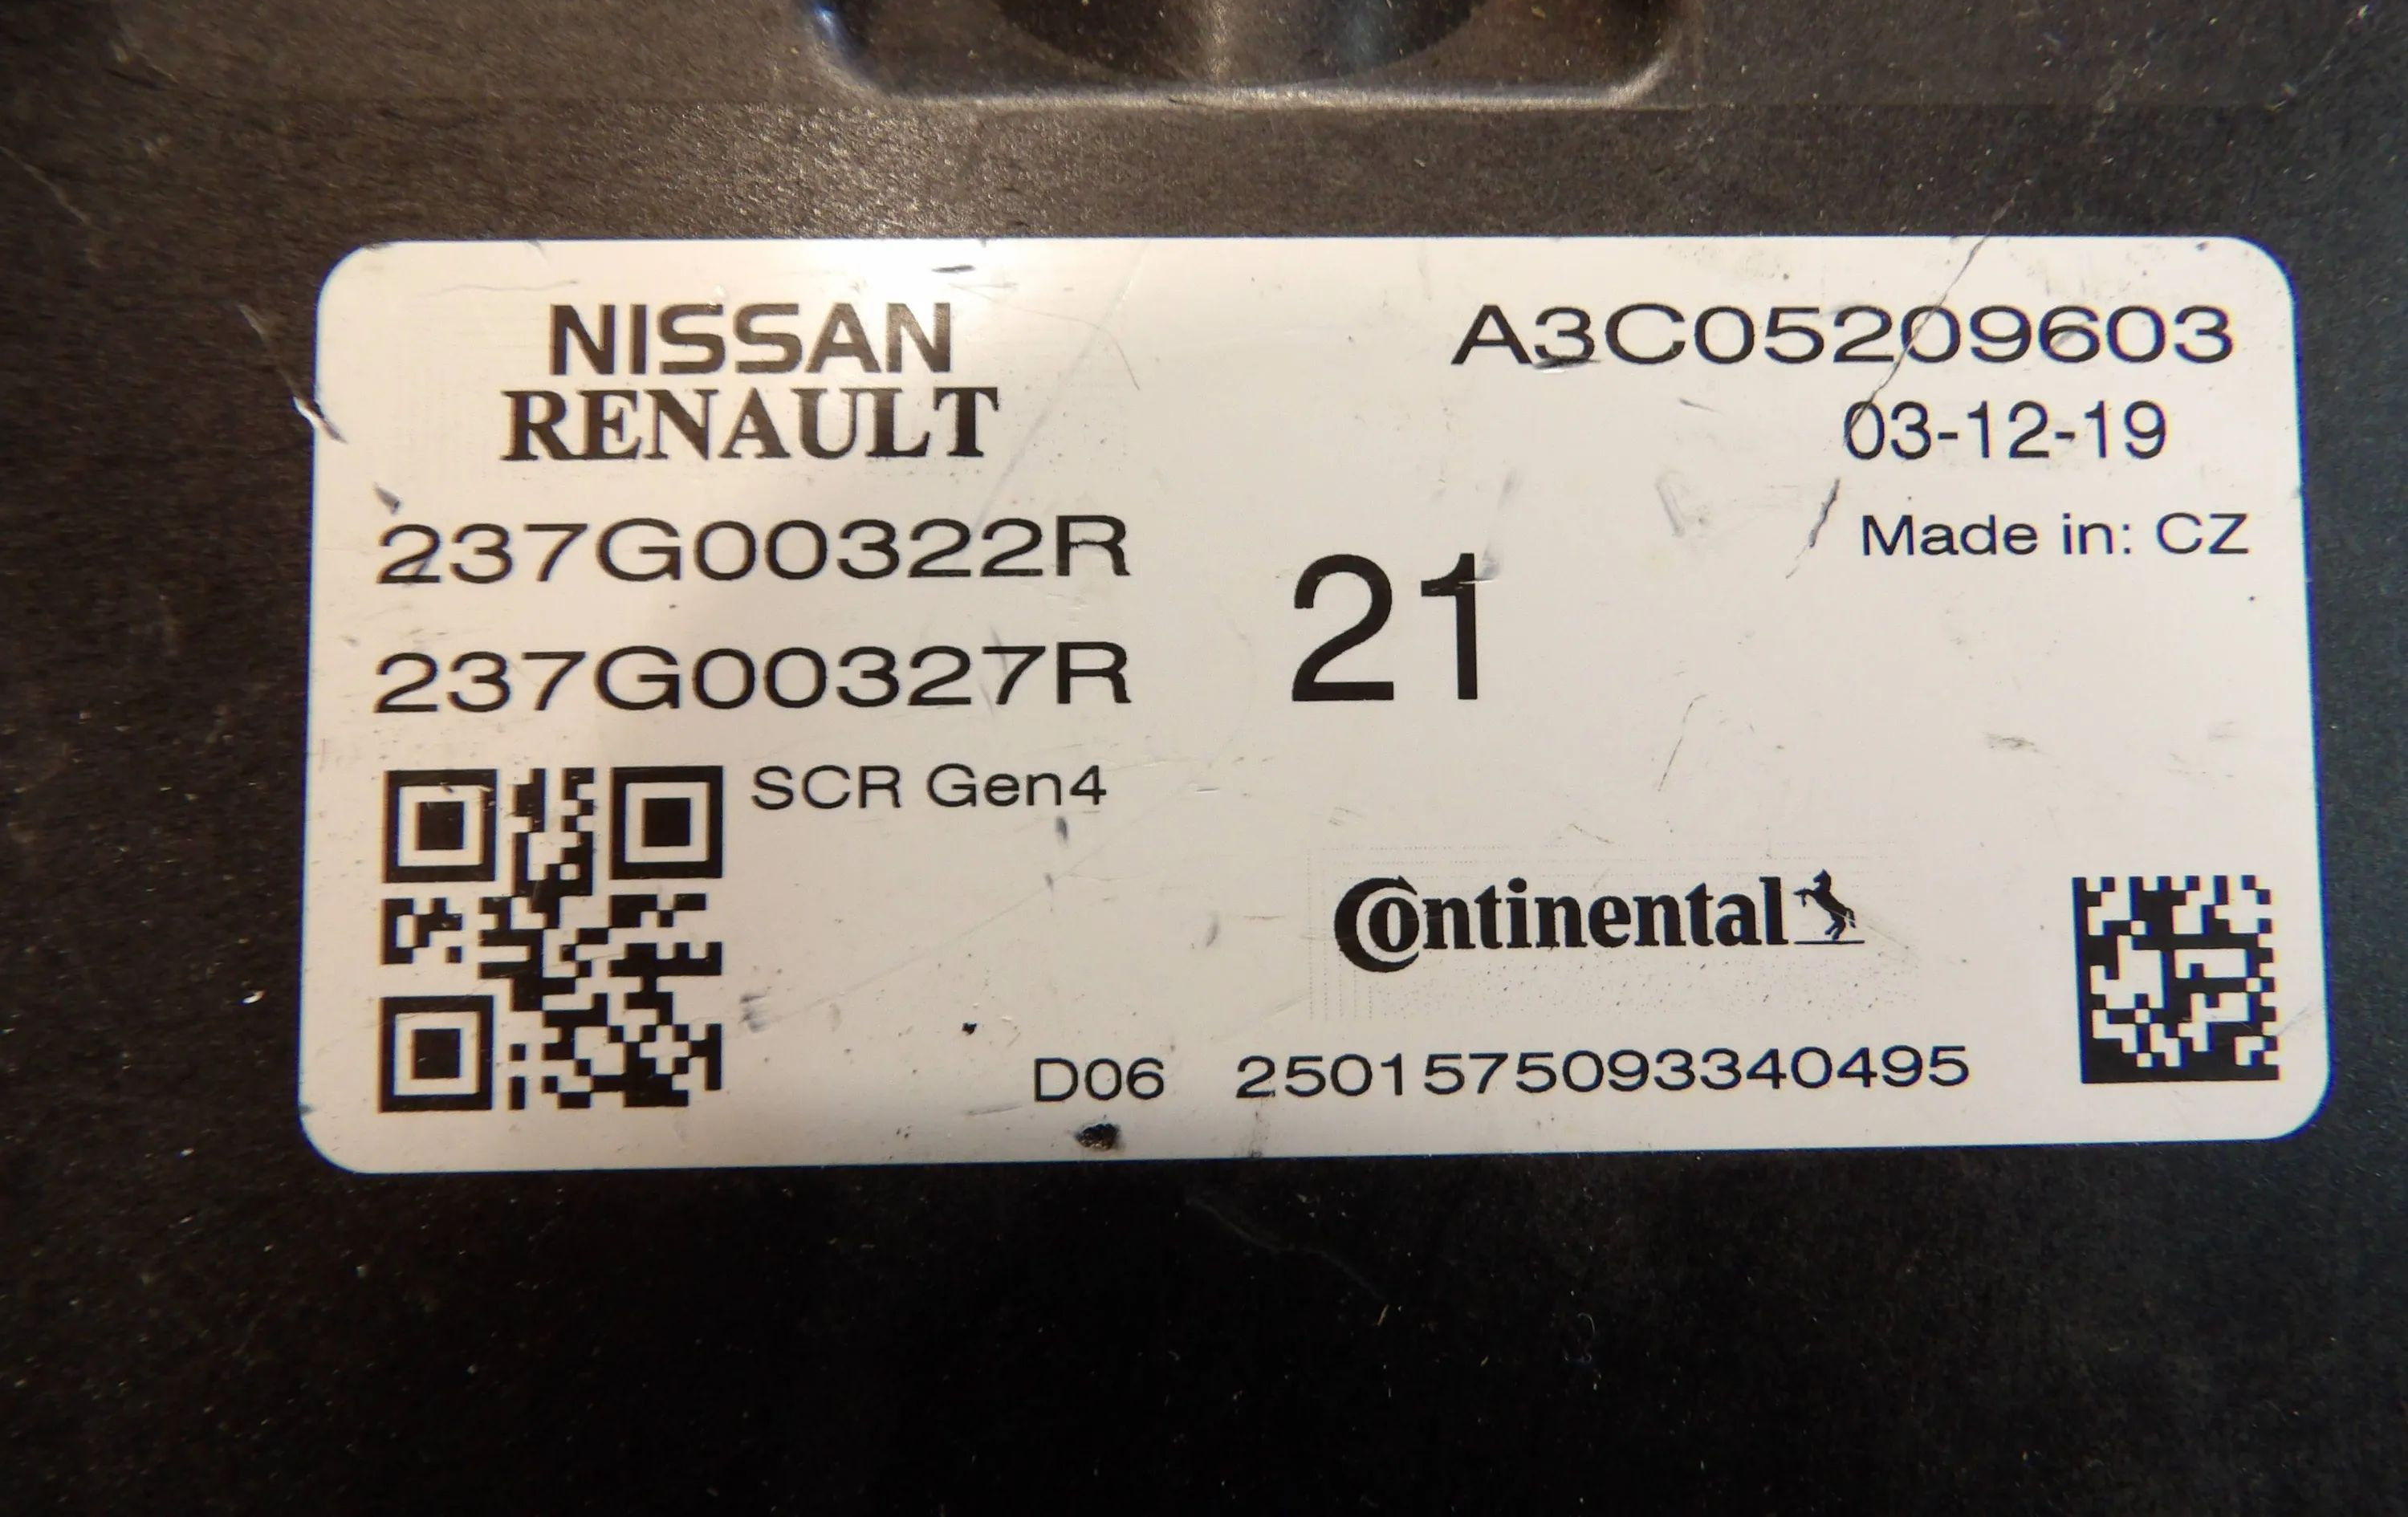 NISSAN
RENAULT
A3C05209603
03-12-19
Made in: CZ
237G00322R
237G00327R
21
SCR Gen4
Continental
D06 2501575093340495